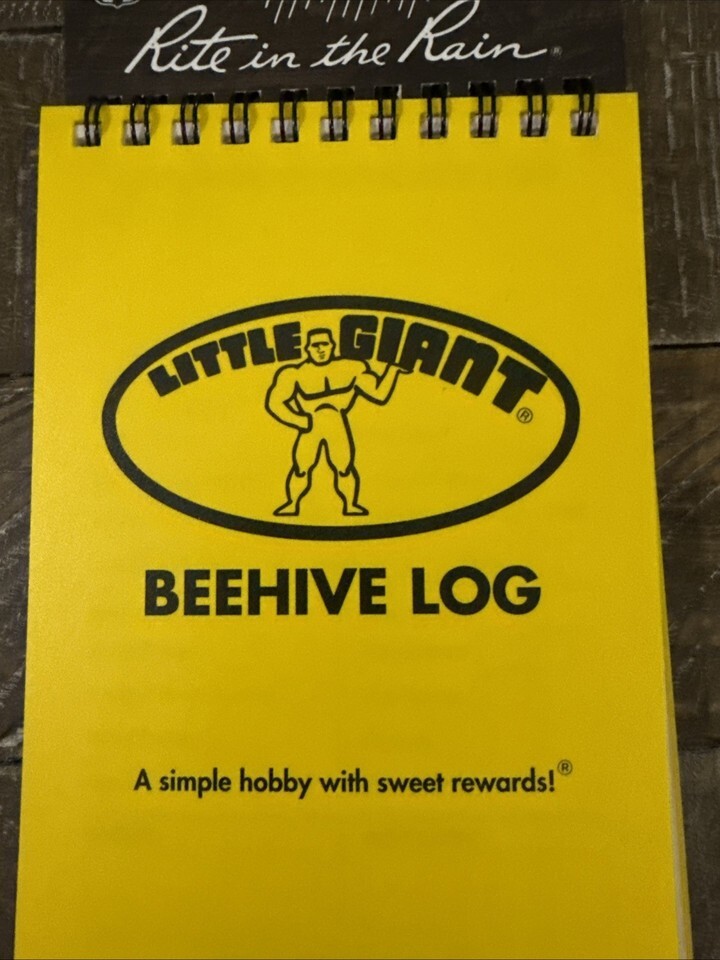 Rite in the Rain®
LITTLE GIANT®
BEEHIVE LOG
A simple hobby with sweet rewards!®